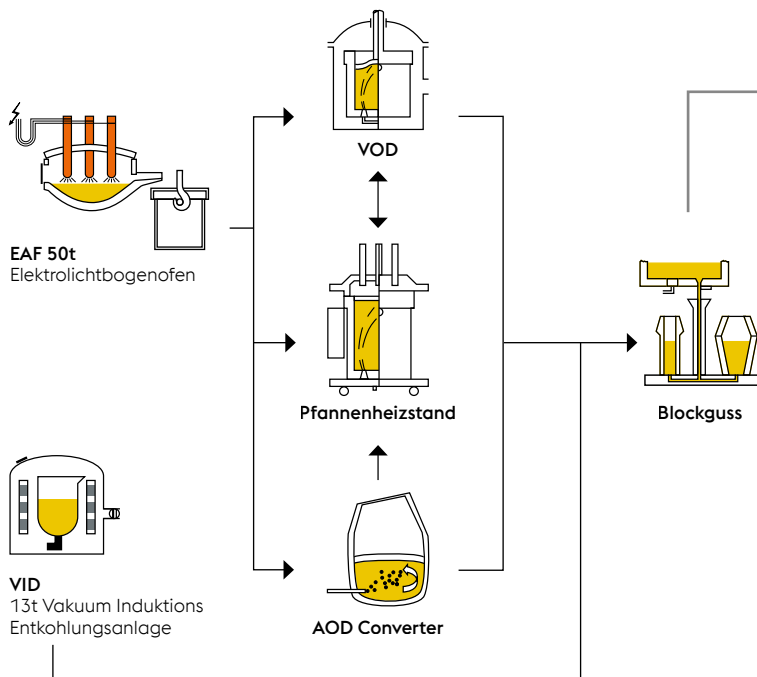 VOD
EAF 50t
Elektrolichtbogenofen
Pfannenheizstand
Blockguss
VID
13t Vakuum Induktions
Entkohlungsanlage
AOD Converter